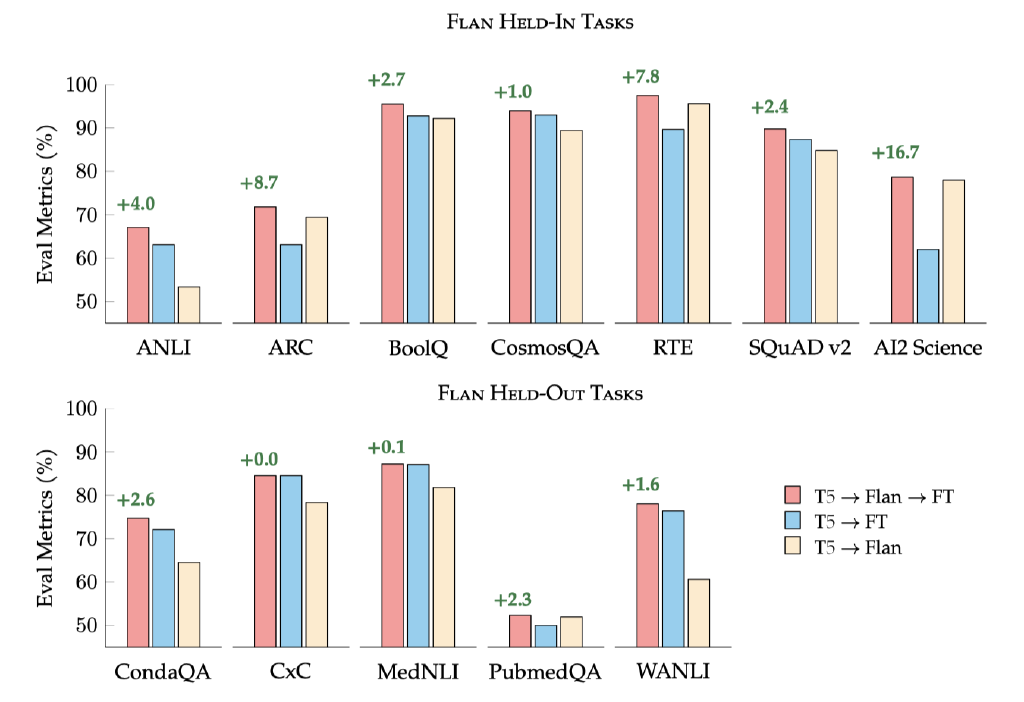 FLAN HELD-IN TASKS
Eval Metrics (%)
100
90
80
70
60
50
+4.0
+8.7
+2.7
+1.0
+7.8
+2.4
+16.7
ANLI
ARC
BoolQ
CosmosQA
RTE
SQuAD v2
AI2 Science
FLAN HELD-OUT TASKS
Eval Metrics (%)
100
90
80
70
60
50
+2.6
+0.0
+0.1
+2.3
+1.6
CondaQA
CxC
MedNLI
PubmedQA
WANLI
T5 → Flan → FT
T5 → FT
T5 → Flan